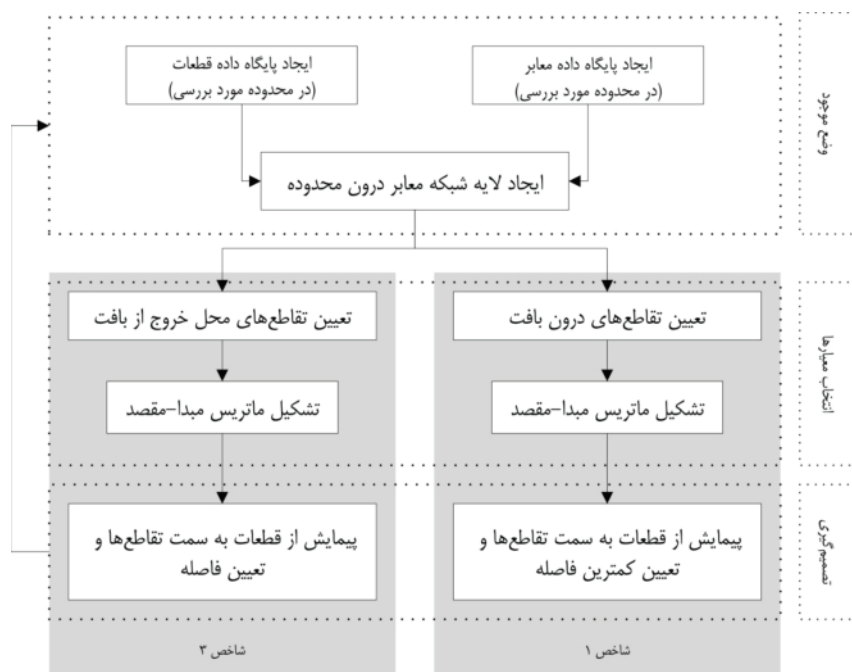 ایجاد پایگاه داده معابر
(در محدوده مورد بررسی)
ایجاد پایگاه داده قطعات
(در محدوده مورد بررسی)
ایجاد لایه شبکه معابر درون محدوده
وضع موجود
تعیین تقاطع‌های درون بافت
تعیین تقاطع‌های محل خروج از بافت
تشکیل ماتریس مبدا–مقصد
تشکیل ماتریس مبدا–مقصد
انتخاب معیارها
پیمایش از قطعات به سمت تقاطع‌ها و
تعیین کمترین فاصله
پیمایش از قطعات به سمت تقاطع‌ها و
تعیین فاصله
تصمیم‌گیری
شاخص ۱
شاخص ۳